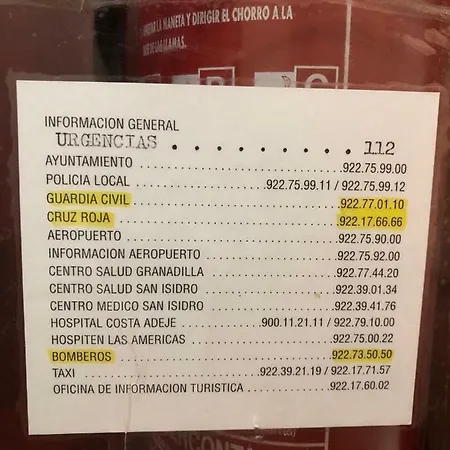 Y DIRIGIR EL CHORRO A LA
INFORMACION GENERAL
URGENCIAS . . . . . . . . . 112
AYUNTAMIENTO ........................ 922.75.99.00
POLICIA LOCAL ............ 922.75.99.11 / 922.75.99.12
GUARDIA CIVIL ........................ 922.77.01.10
CRUZ ROJA ........................ 922.17.66.66
AEROPUERTO ........................ 922.75.90.00
INFORMACION AEROPUERTO ............ 922.75.92.00
CENTRO SALUD GRANADILLA ............ 922.77.44.20
CENTRO SALUD SAN ISIDRO ............ 922.39.01.34
CENTRO MEDICO SAN ISIDRO ............ 922.39.41.76
HOSPITAL COSTA ADEJE ...... 900.11.21.11 / 922.79.10.00
HOSPITEN LAS AMERICAS ............ 922.75.00.22
BOMBEROS ........................ 922.73.50.50
TAXI ............ 922.39.21.19 / 922.17.71.57
OFICINA DE INFORMACION TURISTICA ............ 922.17.60.02